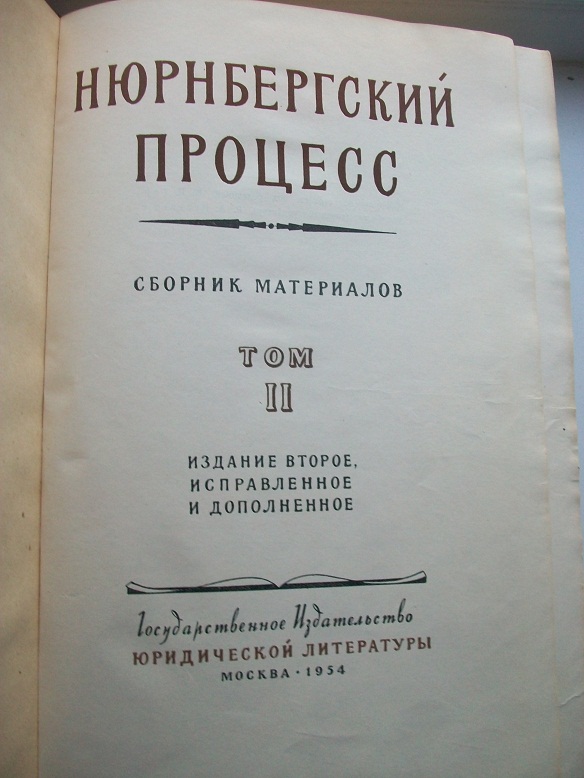 НЮРНБЕРГСКИЙ
ПРОЦЕСС
СБОРНИК МАТЕРИАЛОВ
ТОМ
II
ИЗДАНИЕ ВТОРОЕ,
ИСПРАВЛЕННОЕ
И ДОПОЛНЕННОЕ
Государственное Издательство
ЮРИДИЧЕСКОЙ ЛИТЕРАТУРЫ
МОСКВА · 1954